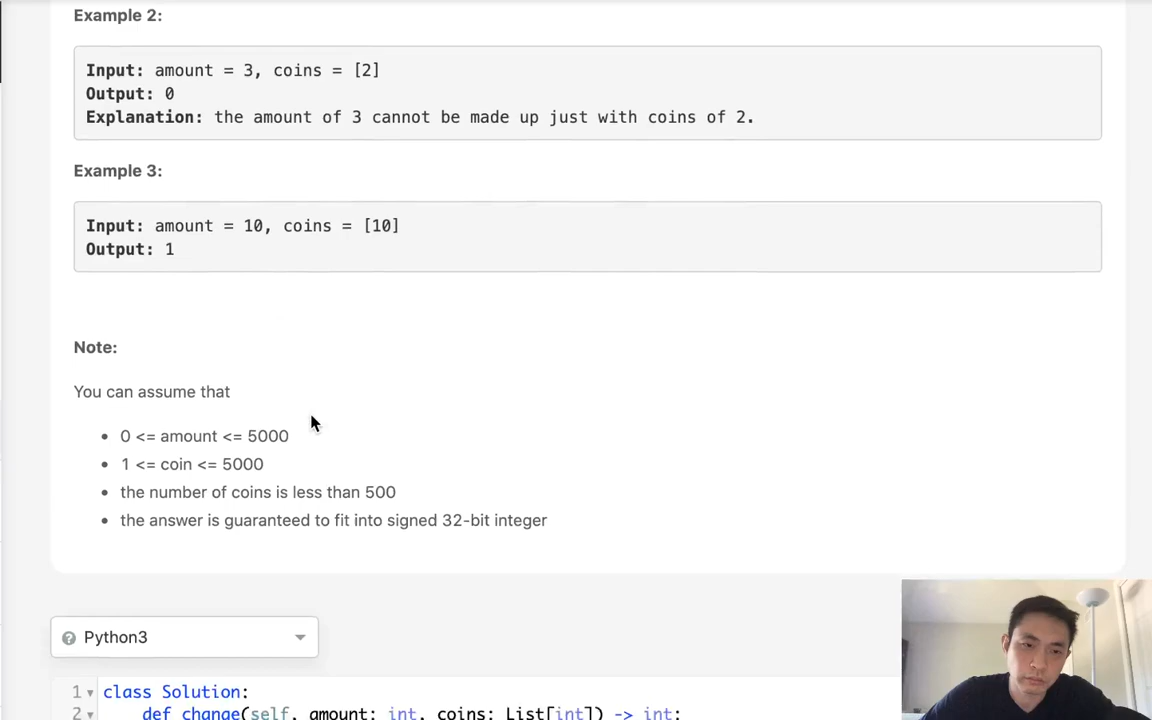 Example 2:
Input: amount = 3, coins = [2]
Output: 0
Explanation: the amount of 3 cannot be made up just with coins of 2.
Example 3:
Input: amount = 10, coins = [10]
Output: 1
Note:
You can assume that
• 0 <= amount <= 5000
• 1 <= coin <= 5000
• the number of coins is less than 500
• the answer is guaranteed to fit into signed 32-bit integer
? Python3
1 class Solution:
2 def change(self, amount: int, coins: List[int]) -> int: